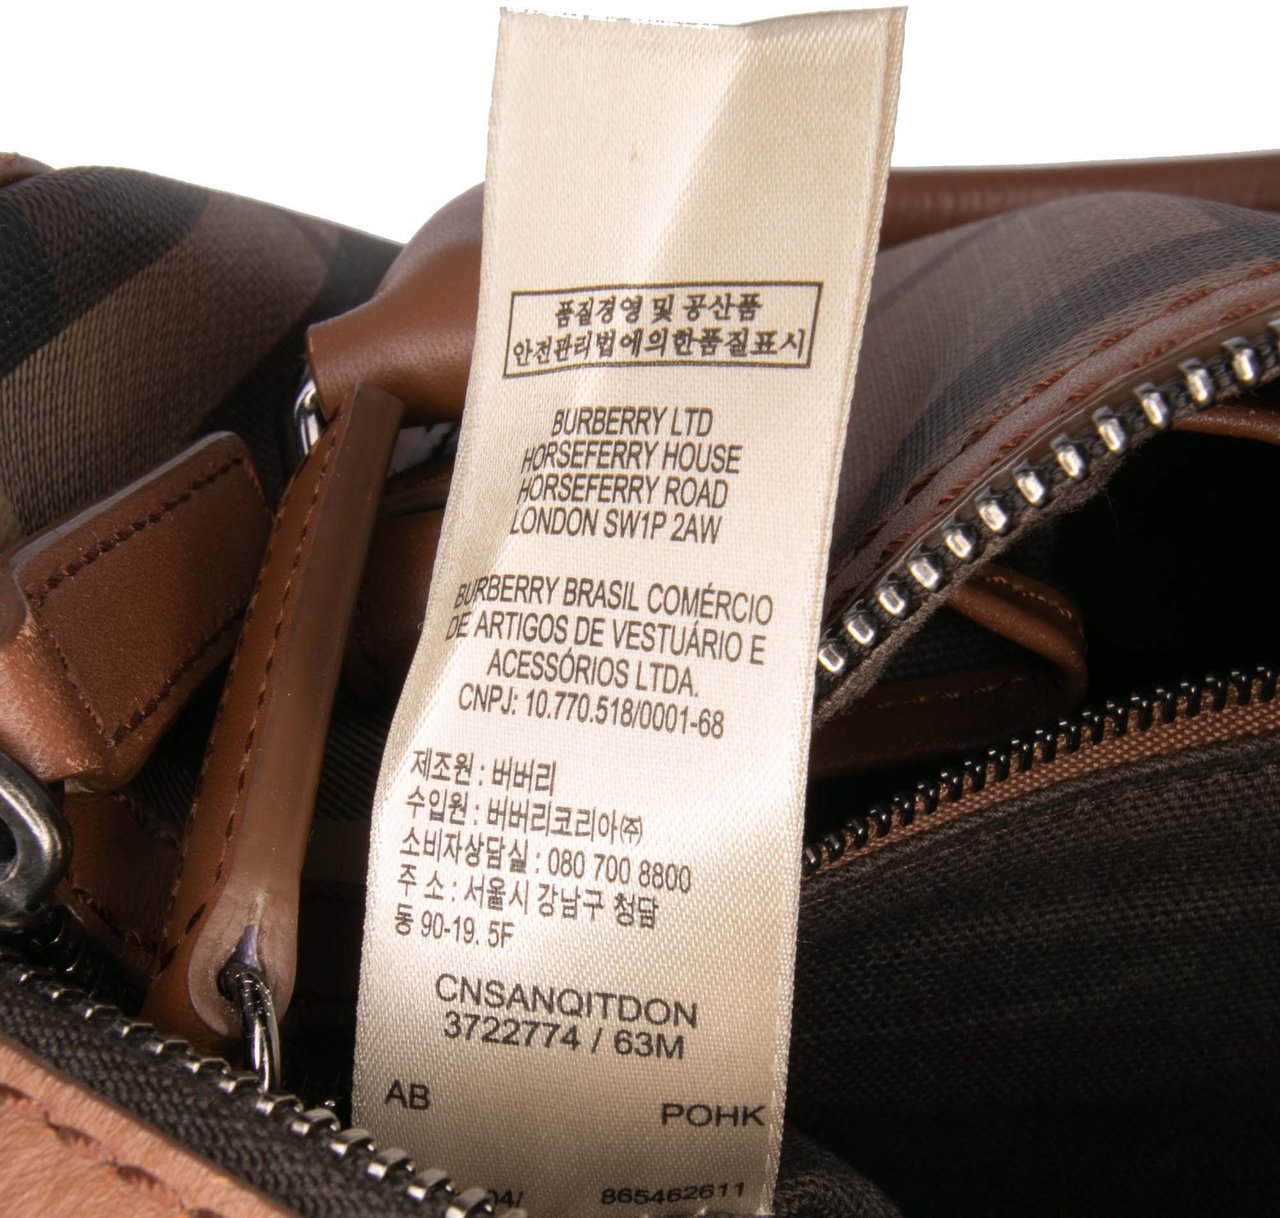 품질경영 및 공산품
안전관리법에의한품질표시
BURBERRY LTD
HORSEFERRY HOUSE
HORSEFERRY ROAD
LONDON SW1P 2AW
BURBERRY BRASIL COMÉRCIO
DE ARTIGOS DE VESTUÁRIO E
ACESSÓRIOS LTDA.
CNPJ: 10.770.518/0001-68
제조원 : 버버리
수입원 : 버버리코리아㈜
소비자상담실 : 080 700 8800
주 소 : 서울시 강남구 청담
동 90-19. 5F
CNSANQITDON
3722774 / 63M
AB
POHK
04/ 865462611